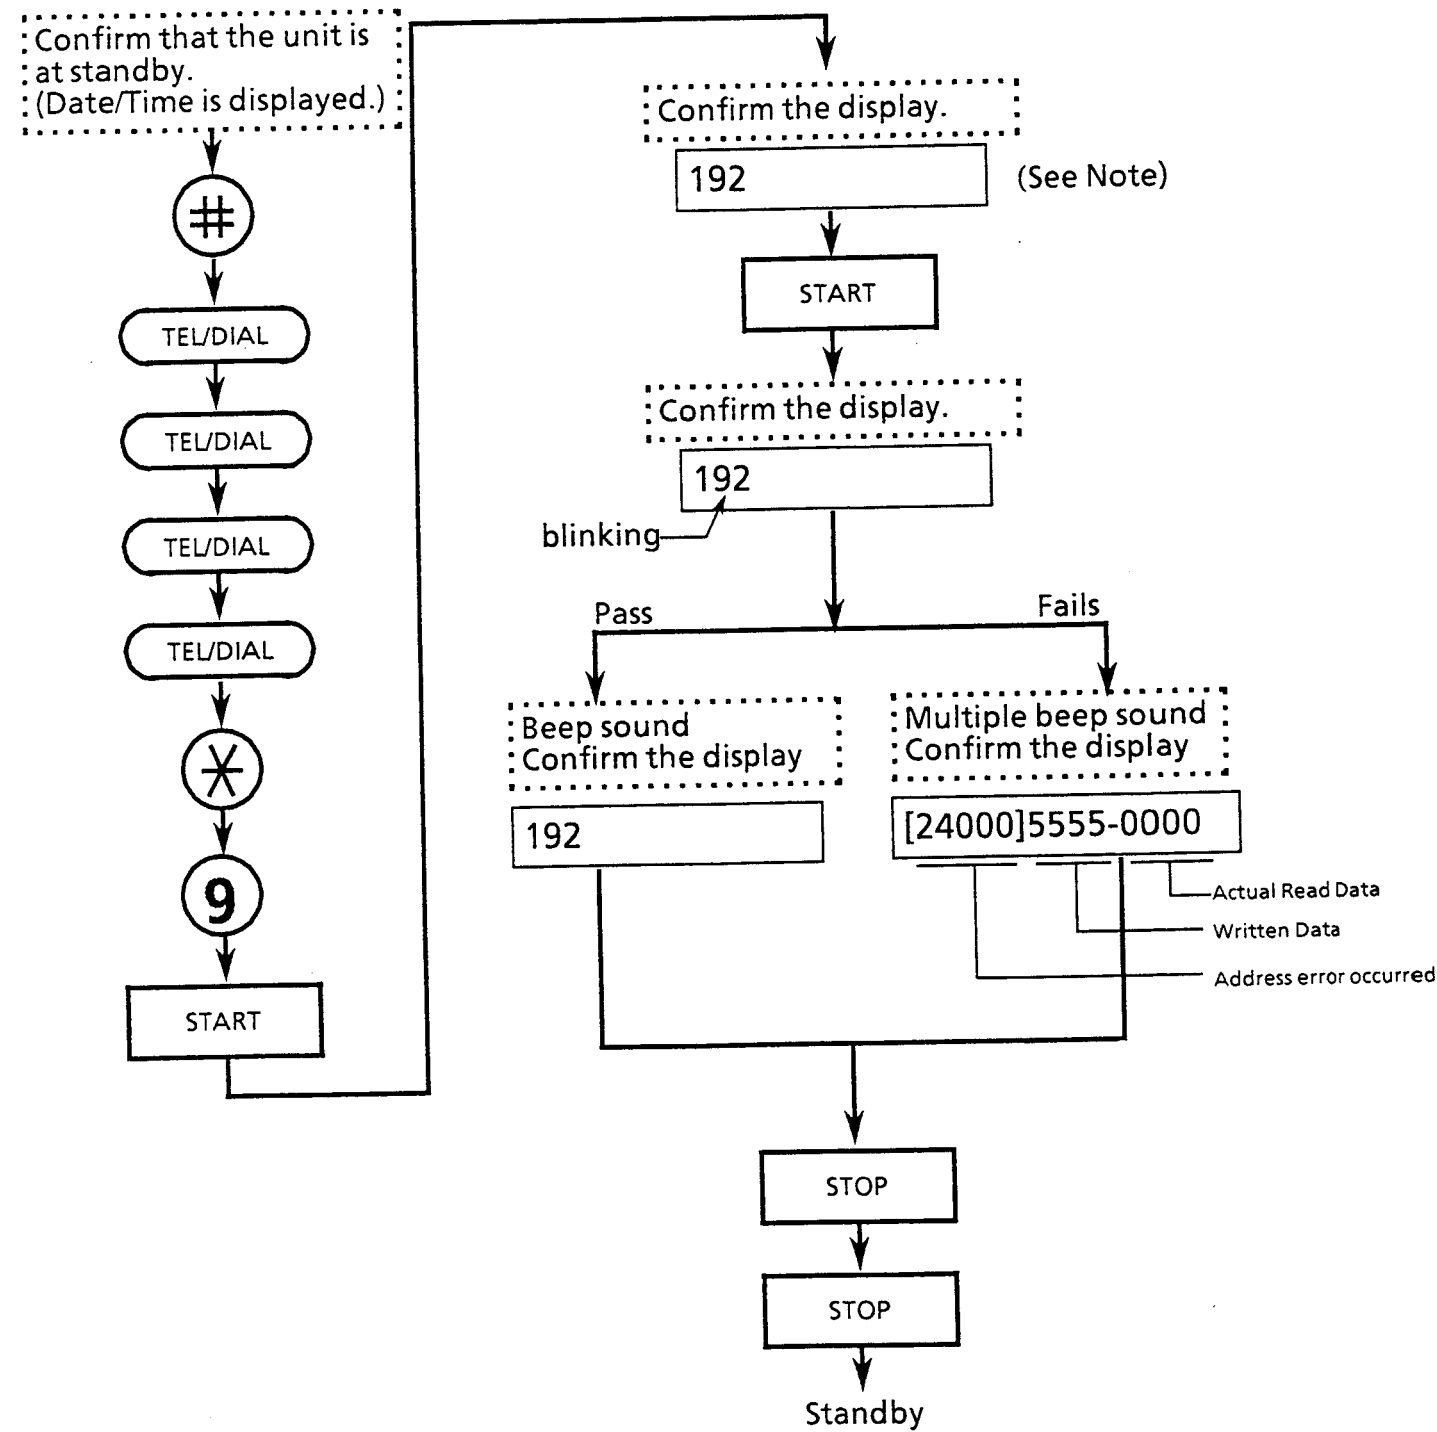 Confirm that the unit is
at standby.
(Date/Time is displayed.)
#
TEL/DIAL
TEL/DIAL
TEL/DIAL
TEL/DIAL
*
9
START
Confirm the display.
192
(See Note)
START
Confirm the display.
192
blinking
Pass
Fails
Beep sound
Confirm the display
192
Multiple beep sound
Confirm the display
[24000]5555-0000
Actual Read Data
Written Data
Address error occurred
STOP
STOP
Standby